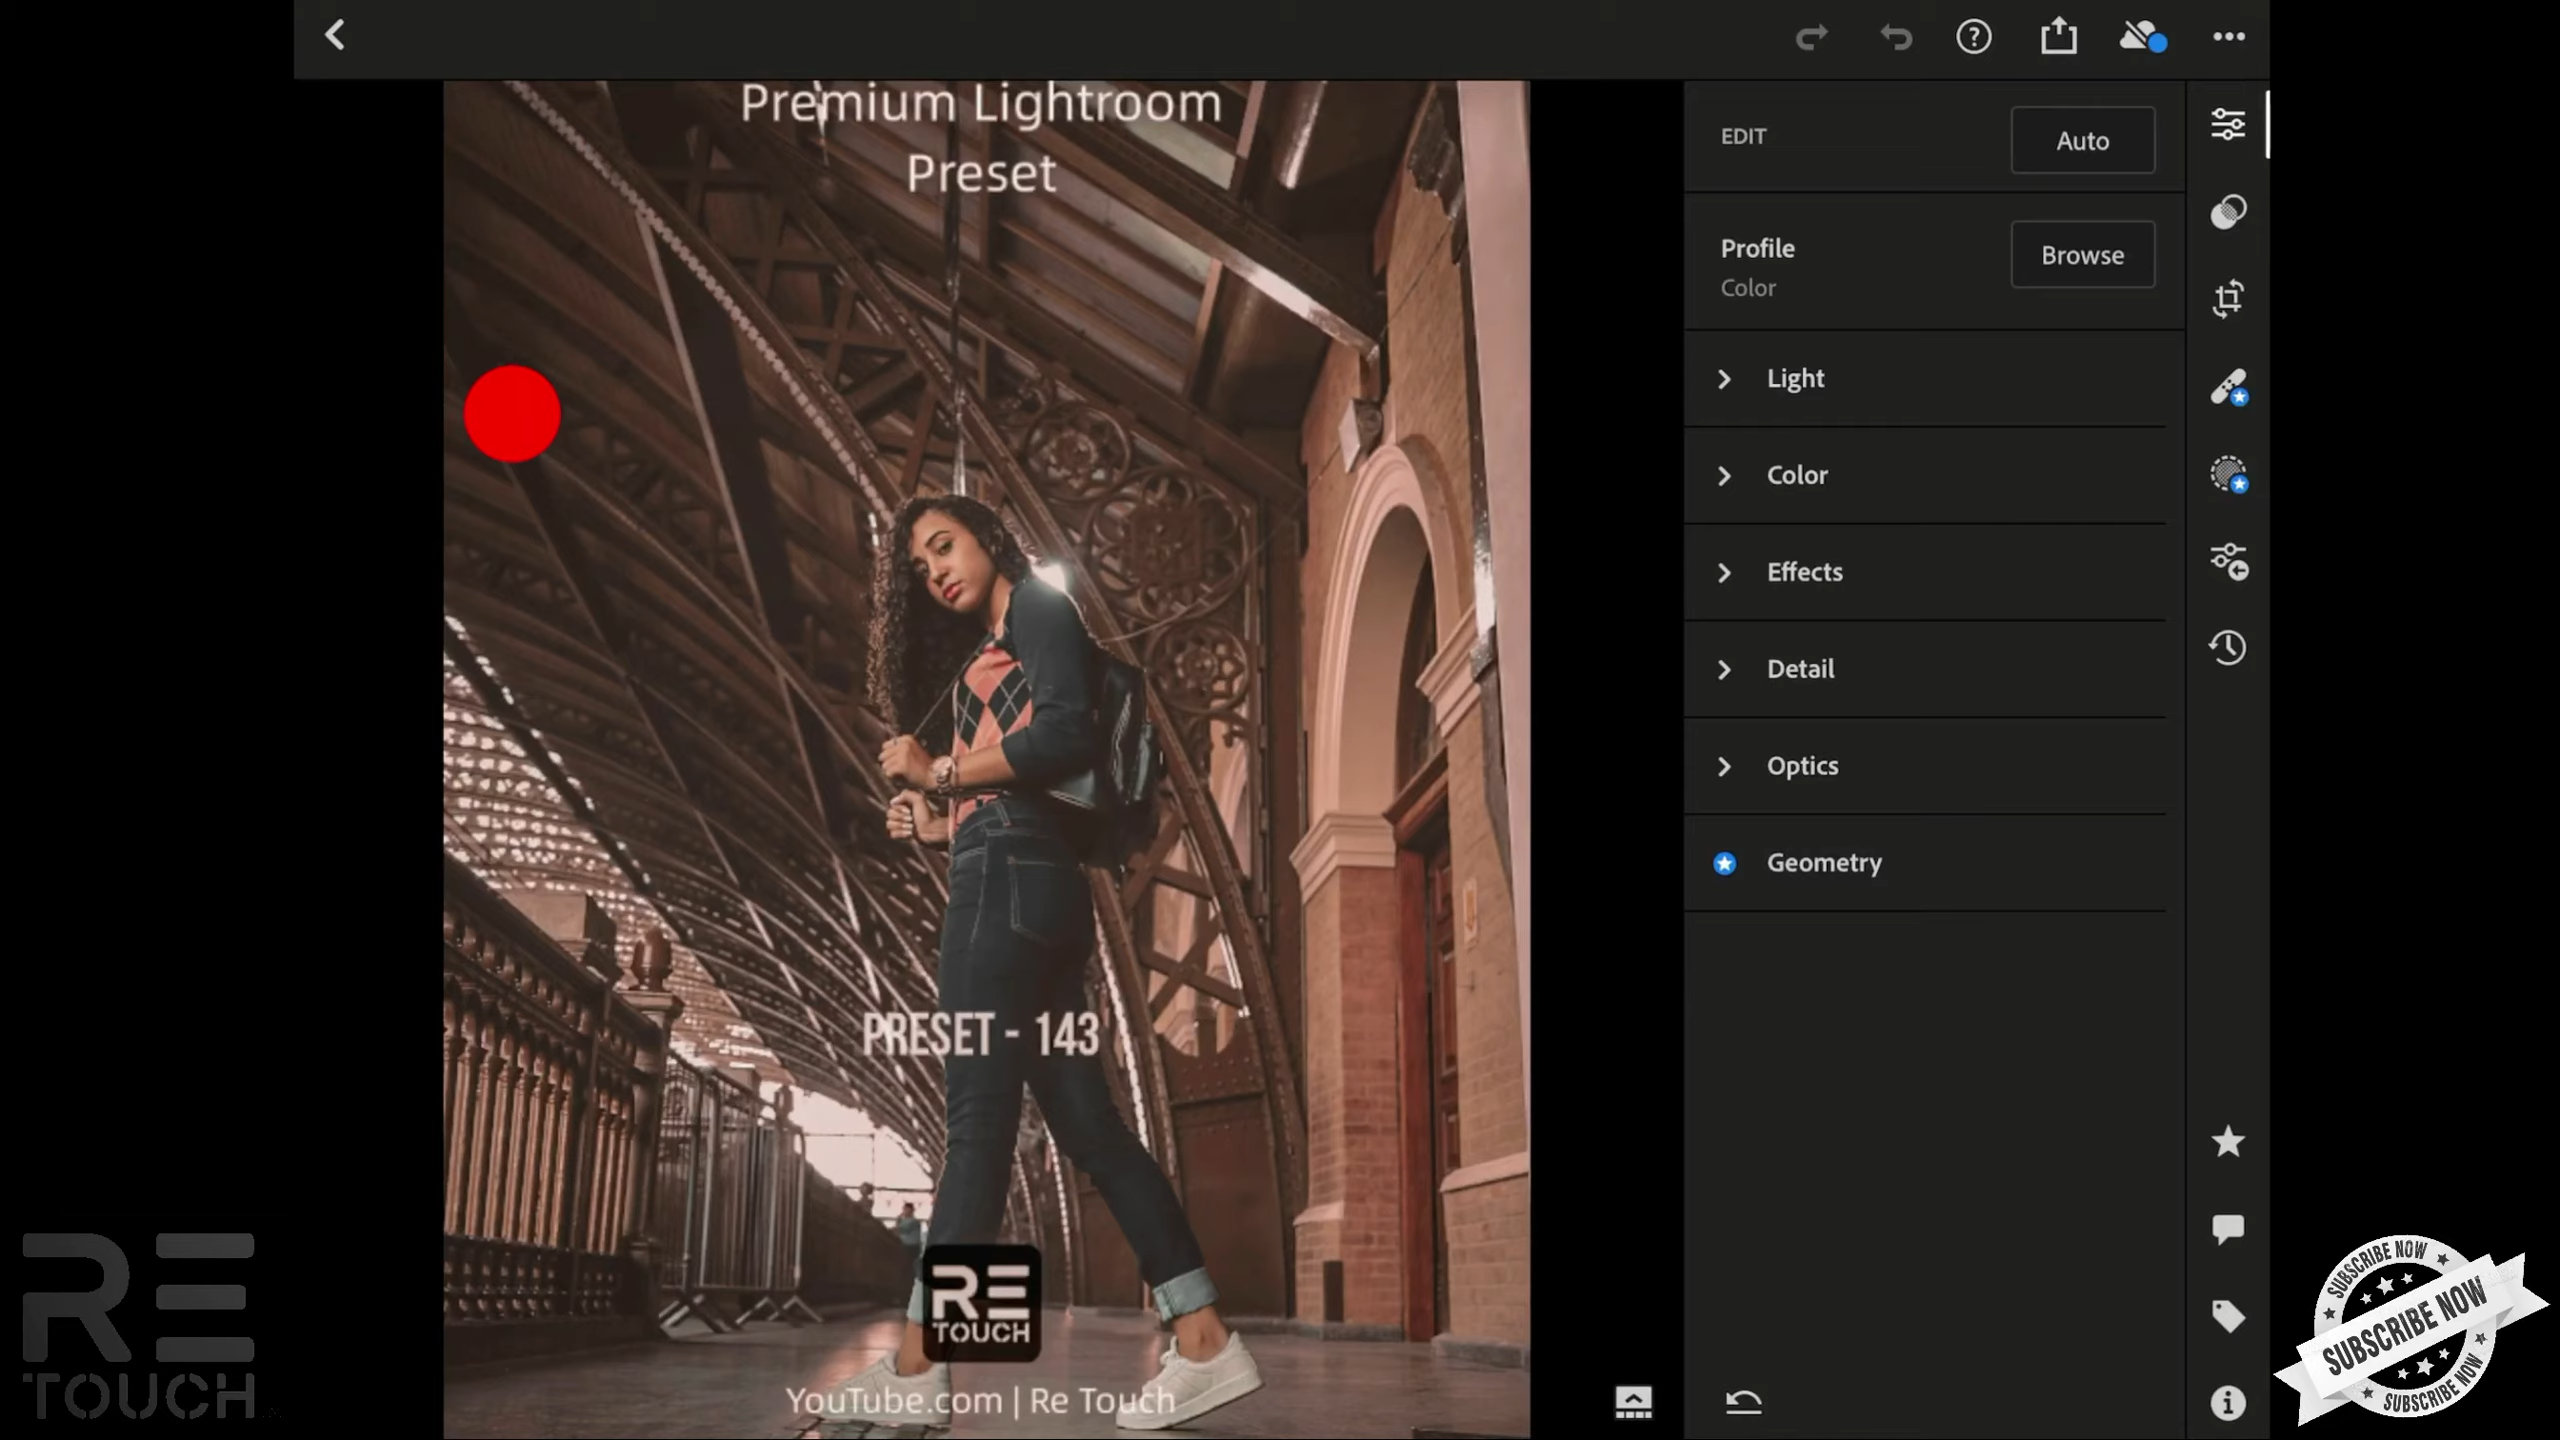 Premium Lightroom
Preset
EDIT
Auto
Profile
Color
Browse
Light
Color
Effects
Detail
Optics
Geometry
PRESET - 143
RE
TOUCH
YouTube.com | Re Touch
RE
TOUCH
SUBSCRIBE NOW
SUBSCRIBE NOW
SUBSCRIBE NOW